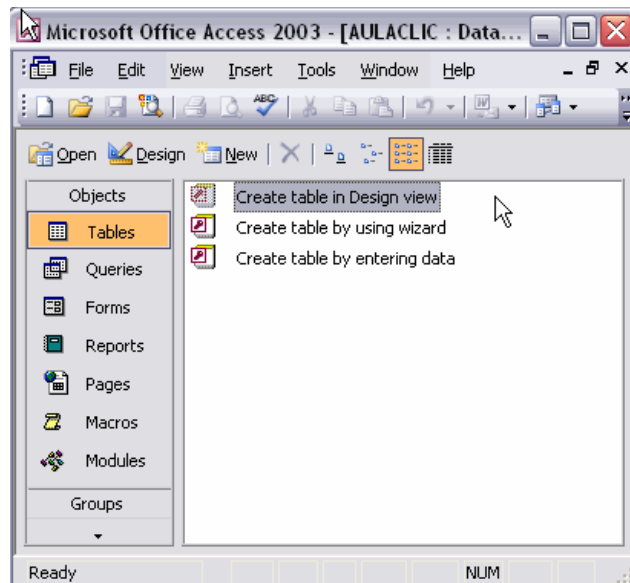 Microsoft Office Access 2003 - [AULACLIC : Data...
File Edit View Insert Tools Window Help
ABC
Open Design New
Objects
Tables
Queries
Forms
Reports
Pages
Macros
Modules
Groups
Create table in Design view
Create table by using wizard
Create table by entering data
Ready NUM